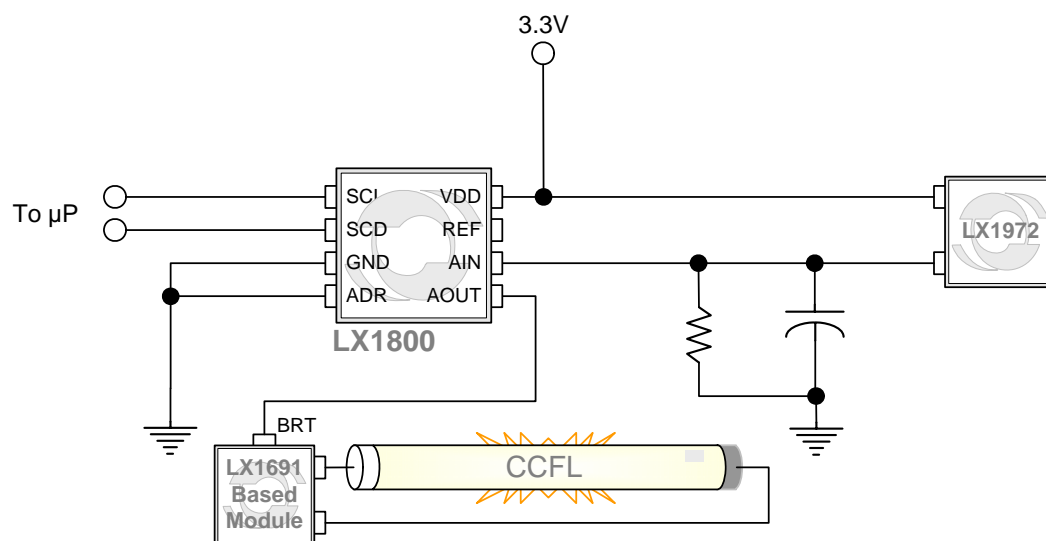 3.3V
To µP
SCL
SCD
GND
ADR
VDD
REF
AIN
AOUT
LX1800
LX1972
BRT
LX1691
Based
Module
CCFL